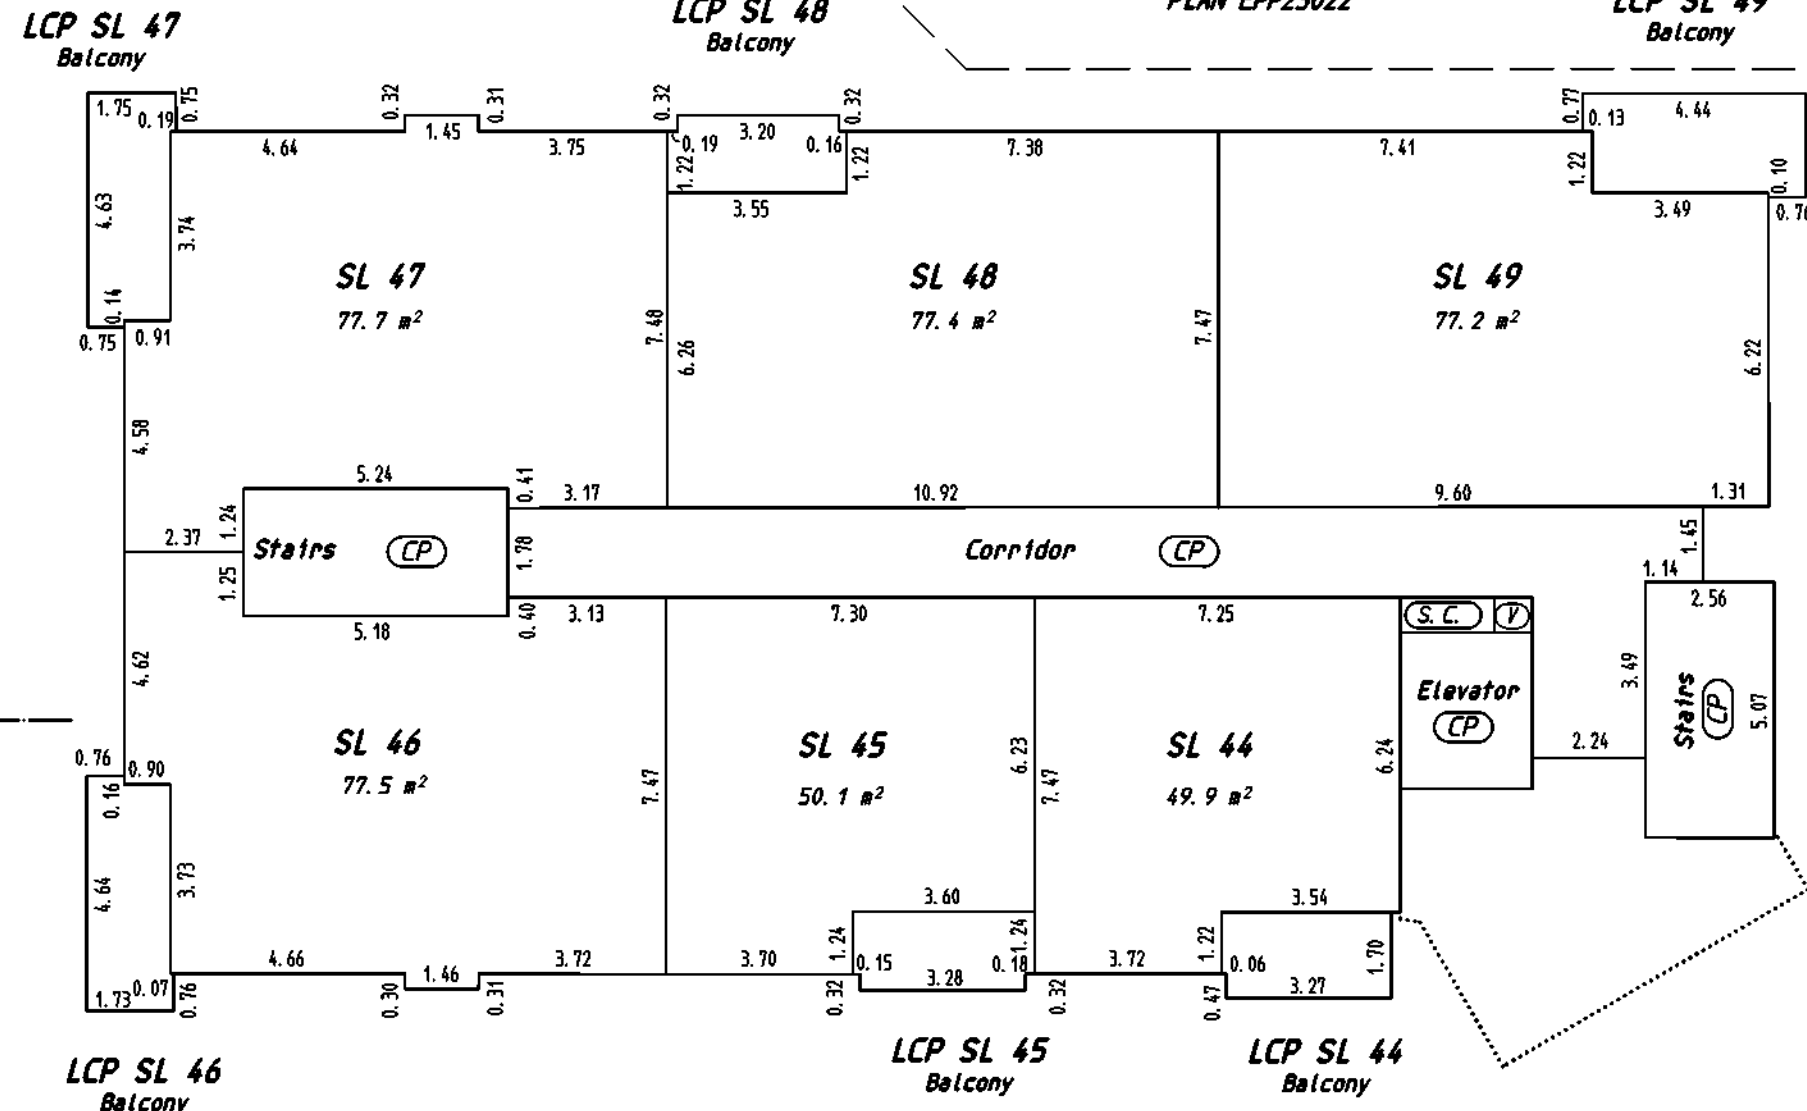 LCP SL 47
Balcony
LCP SL 48
Balcony
PLAN EPP25022
LCP SL 49
Balcony
1.75
0.19
0.75
0.32
0.31
0.32
0.32
0.77
0.13
4.44
4.64
1.45
3.75
0.19
3.20
0.16
7.38
7.41
1.22
1.22
1.22
0.10
4.63
3.74
3.55
3.49
0.76
SL 47
77.7 m²
SL 48
77.4 m²
SL 49
77.2 m²
0.14
0.75
0.91
7.48
6.26
7.47
6.22
4.58
5.24
0.41
3.17
10.92
9.60
1.31
1.24
2.37
Stairs
CP
1.78
Corridor
CP
1.45
1.25
1.14
5.18
0.40
3.13
7.30
7.25
S.C.
V
2.56
4.62
3.49
Elevator
CP
Stairs
CP
5.07
SL 46
77.5 m²
SL 45
50.1 m²
SL 44
49.9 m²
6.23
7.47
6.24
2.24
0.76
0.90
0.16
7.47
4.64
3.73
3.60
3.54
1.24
1.24
1.22
1.70
4.66
1.46
3.72
3.70
0.15
3.28
0.18
3.72
0.06
3.27
1.73
0.07
0.76
0.30
0.31
0.32
0.32
0.47
LCP SL 46
Balcony
LCP SL 45
Balcony
LCP SL 44
Balcony